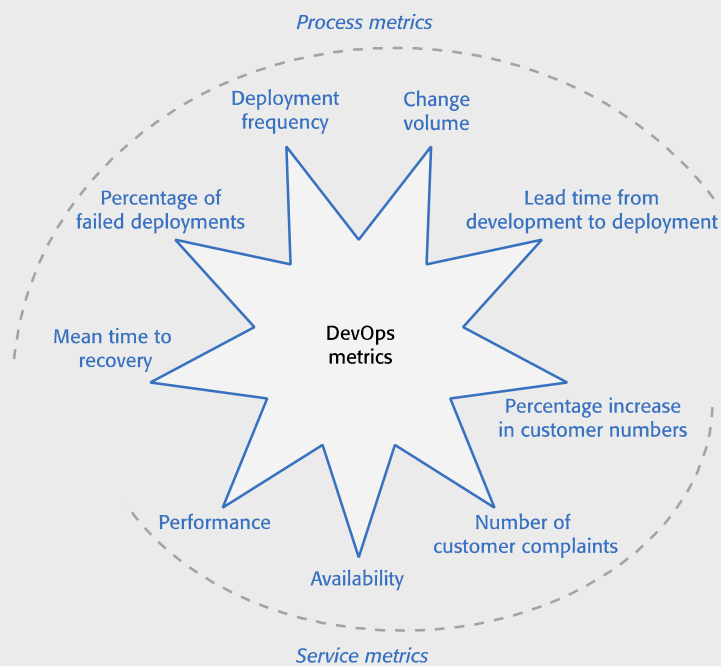 Process metrics
Deployment
frequency
Change
volume
Percentage of
failed deployments
Lead time from
development to deployment
Mean time to
recovery
DevOps
metrics
Percentage increase
in customer numbers
Performance
Number of
customer complaints
Availability
Service metrics